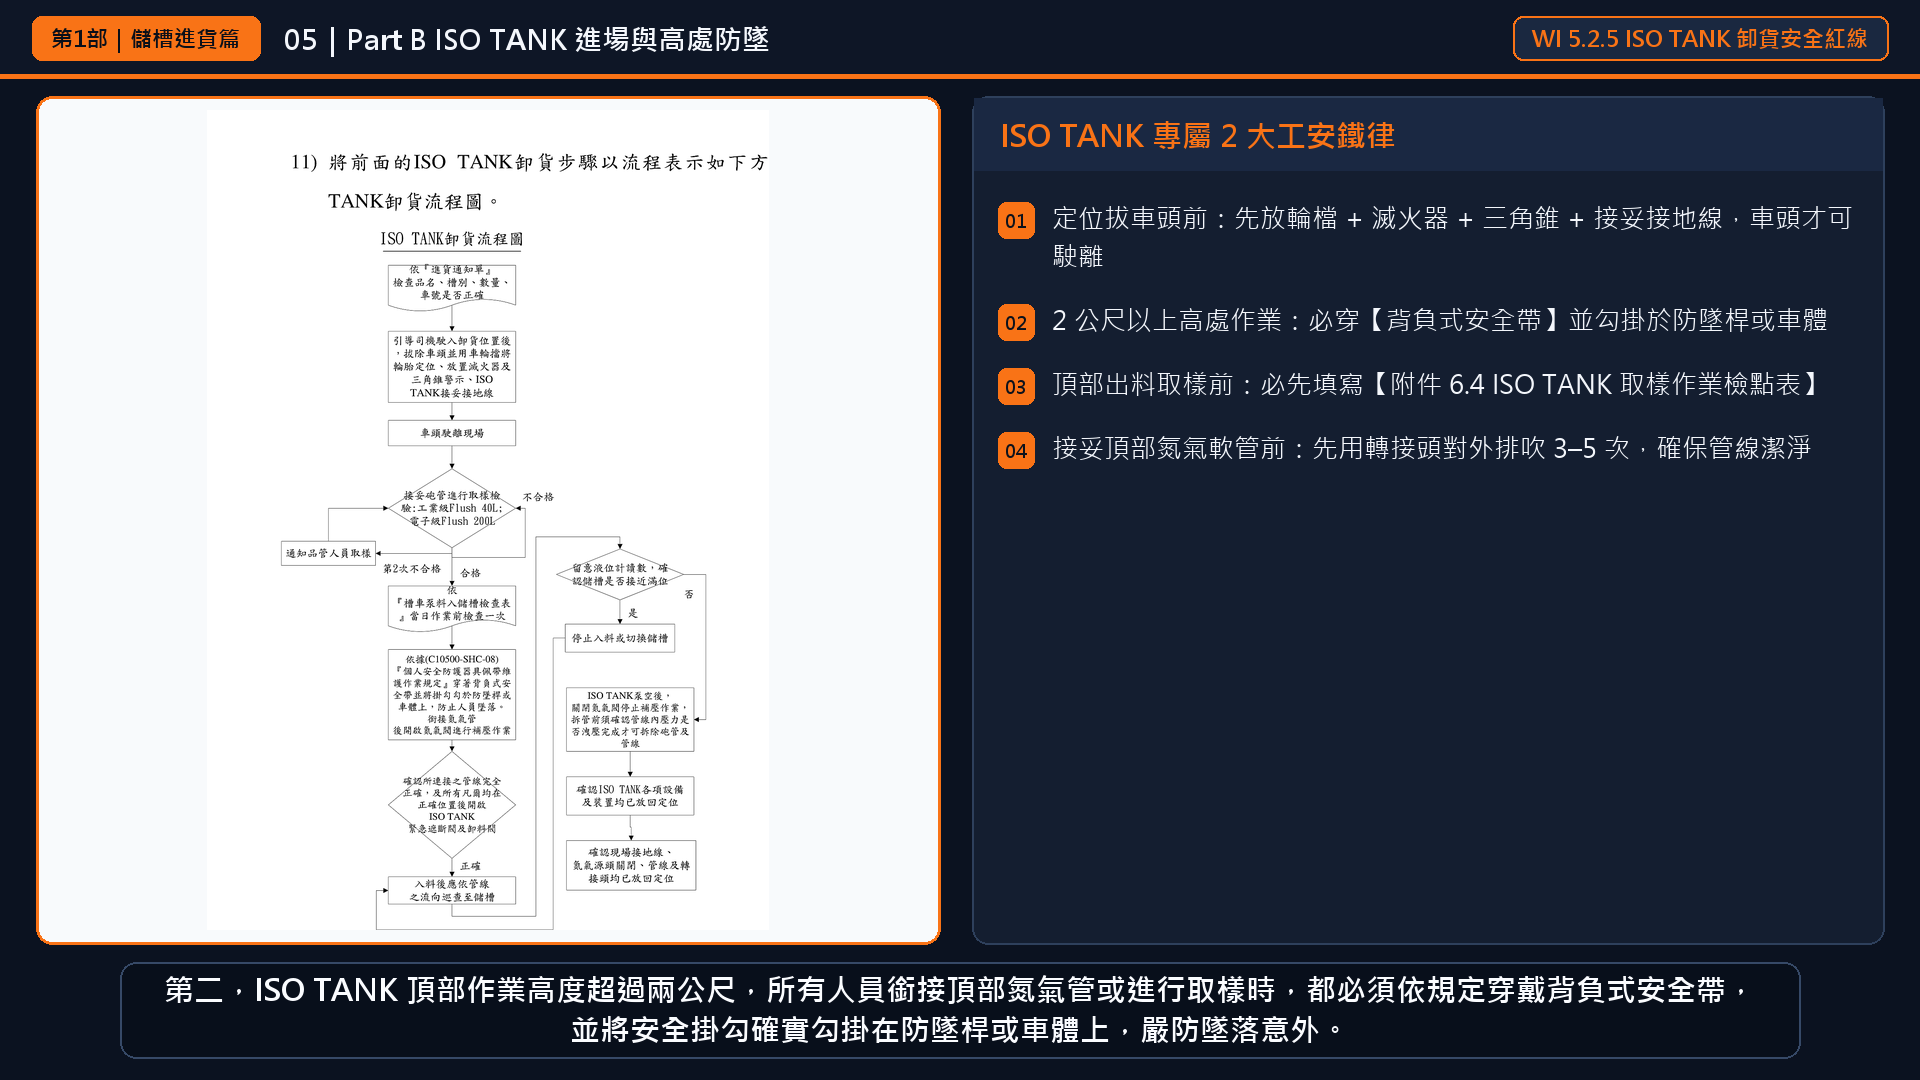 第1部｜儲槽進貨篇
05｜Part B ISO TANK 進場與高處防墜
WI 5.2.5 ISO TANK 卸貨安全紅線
11) 將前面的ISO TANK卸貨步驟以流程表示如下方
TANK卸貨流程圖。
ISO TANK卸貨流程圖
依『進貨通知單』
檢查品名、槽別、數量、
車號是否正確
引導司機駛入卸貨位置後
，拔除車頭並用車輪擋將
輪胎定位、放置滅火器及
三角錐警示、ISO
TANK接妥接地線
車頭駛離現場
接妥砲管進行取樣檢
驗:工業級Flush 40L;
電子級Flush 200L
不合格
通知品管人員取樣
第2次不合格
合格
依
『槽車泵料入儲槽檢查表
』當日作業前檢查一次
依據(C10500-SHC-08)
『個人安全防護器具佩帶維
護作業規定』穿著背負式安
全帶並將掛勾勾於防墜桿或
車體上，防止人員墜落。
銜接氮氣管
後開啟氮氣閥進行補壓作業
確認所連接之管線完全
正確，及所有凡爾均在
正確位置後開啟
ISO TANK
緊急遮斷閥及卸料閥
正確
入料後應依管線
之流向巡查至儲槽
留意液位計讀數，確
認儲槽是否接近滿位
否
是
停止入料或切換儲槽
ISO TANK泵空後，
關閉氮氣閥停止補壓作業，
拆管前須確認管線內壓力是
否洩壓完成才可拆除砲管及
管線
確認ISO TANK各項設備
及裝置均已放回定位
確認現場接地線、
氮氣源頭關閉、管線及轉
接頭均已放回定位
ISO TANK 專屬 2 大工安鐵律
01 定位拔車頭前：先放輪檔 + 滅火器 + 三角錐 + 接妥接地線，車頭才可
駛離
02 2 公尺以上高處作業：必穿【背負式安全帶】並勾掛於防墜桿或車體
03 頂部出料取樣前：必先填寫【附件 6.4 ISO TANK 取樣作業檢點表】
04 接妥頂部氮氣軟管前：先用轉接頭對外排吹 3–5 次，確保管線潔淨
第二，ISO TANK 頂部作業高度超過兩公尺，所有人員銜接頂部氮氣管或進行取樣時，都必須依規定穿戴背負式安全帶，
並將安全掛勾確實勾掛在防墜桿或車體上，嚴防墜落意外。